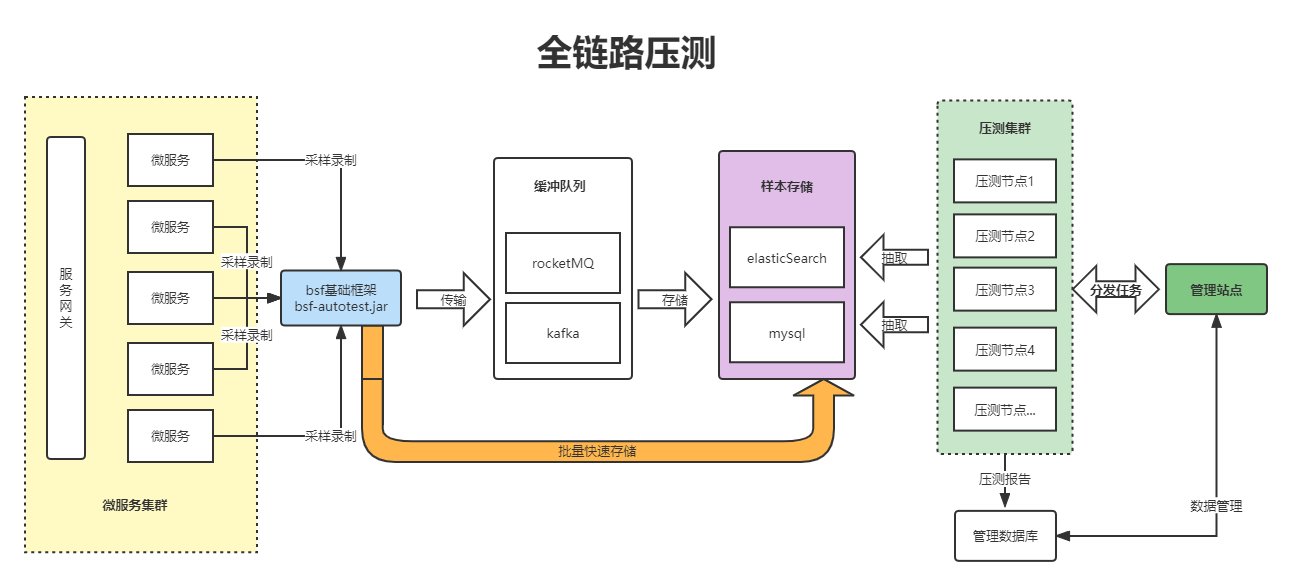 全链路压测
服
务
网
关
微服务
微服务
微服务
微服务
微服务
微服务集群
采样录制
采样录制
采样录制
采样录制
bsf基础框架
bsf-autotest.jar
传输
缓冲队列
rocketMQ
kafka
存储
样本存储
elasticSearch
mysql
批量快速存储
抽取
抽取
压测集群
压测节点1
压测节点2
压测节点3
压测节点4
压测节点...
分发任务
管理站点
压测报告
管理数据库
数据管理